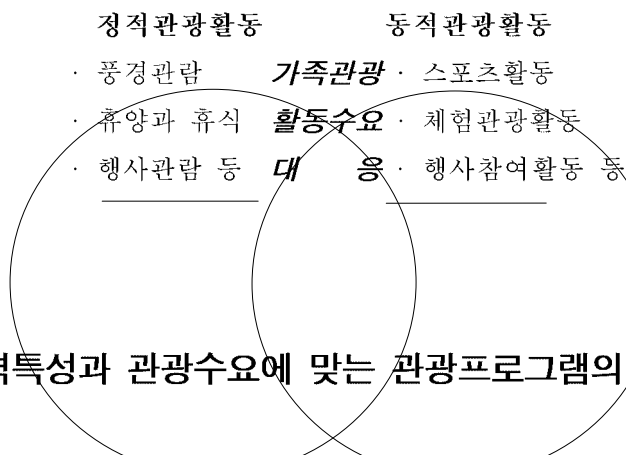 정적관광활동 동적관광활동
· 풍경관람 가족관광 · 스포츠활동
· 휴양과 휴식 활동수요 · 체험관광활동
· 행사관람 등 대 응 · 행사참여활동 등
특성과 관광수요에 맞는 관광프로그램의